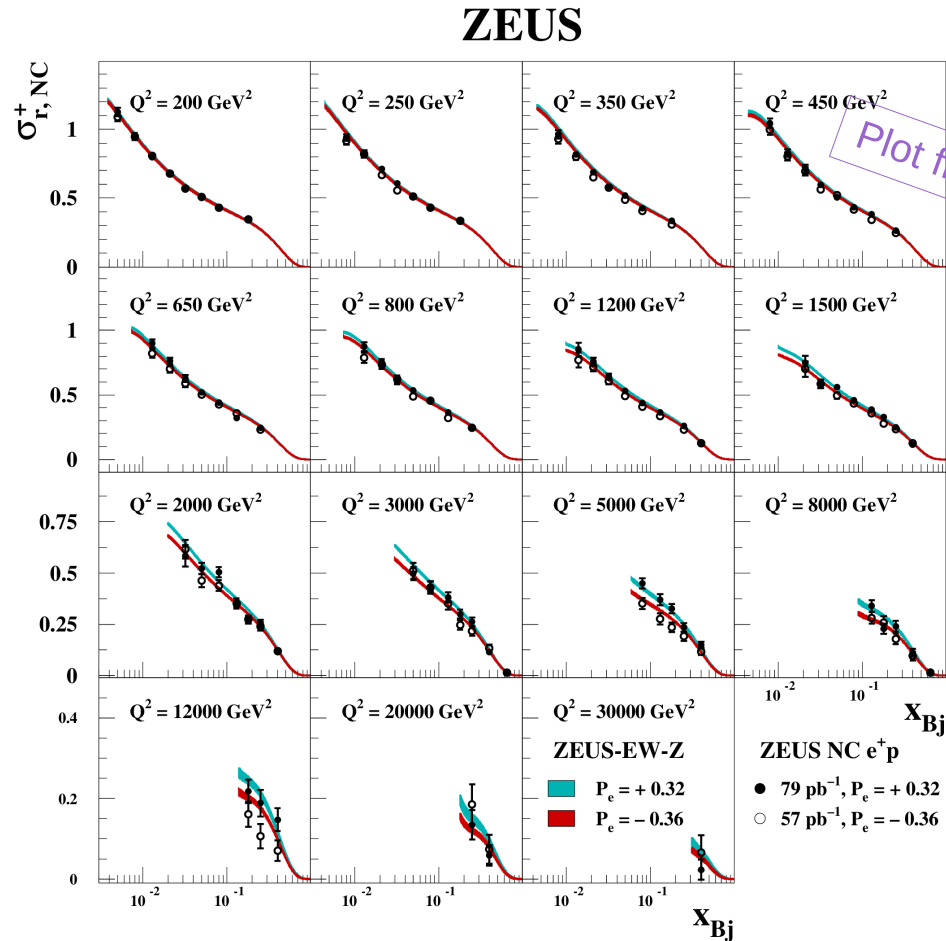 ZEUS
σ⁺r, NC
Q² = 200 GeV²
Q² = 250 GeV²
Q² = 350 GeV²
Q² = 450 GeV²
Plot
1
0.5
0
Q² = 650 GeV²
Q² = 800 GeV²
Q² = 1200 GeV²
Q² = 1500 GeV²
1
0.5
0
Q² = 2000 GeV²
Q² = 3000 GeV²
Q² = 5000 GeV²
Q² = 8000 GeV²
0.75
0.5
0.25
0
10⁻² 10⁻¹
xBj
Q² = 12000 GeV²
Q² = 20000 GeV²
Q² = 30000 GeV²
0.4
0.2
0
ZEUS-EW-Z
Pe = + 0.32
Pe = − 0.36
ZEUS NC e⁺p
79 pb⁻¹, Pe = + 0.32
57 pb⁻¹, Pe = − 0.36
10⁻² 10⁻¹ 10⁻² 10⁻¹ 10⁻² 10⁻¹
xBj